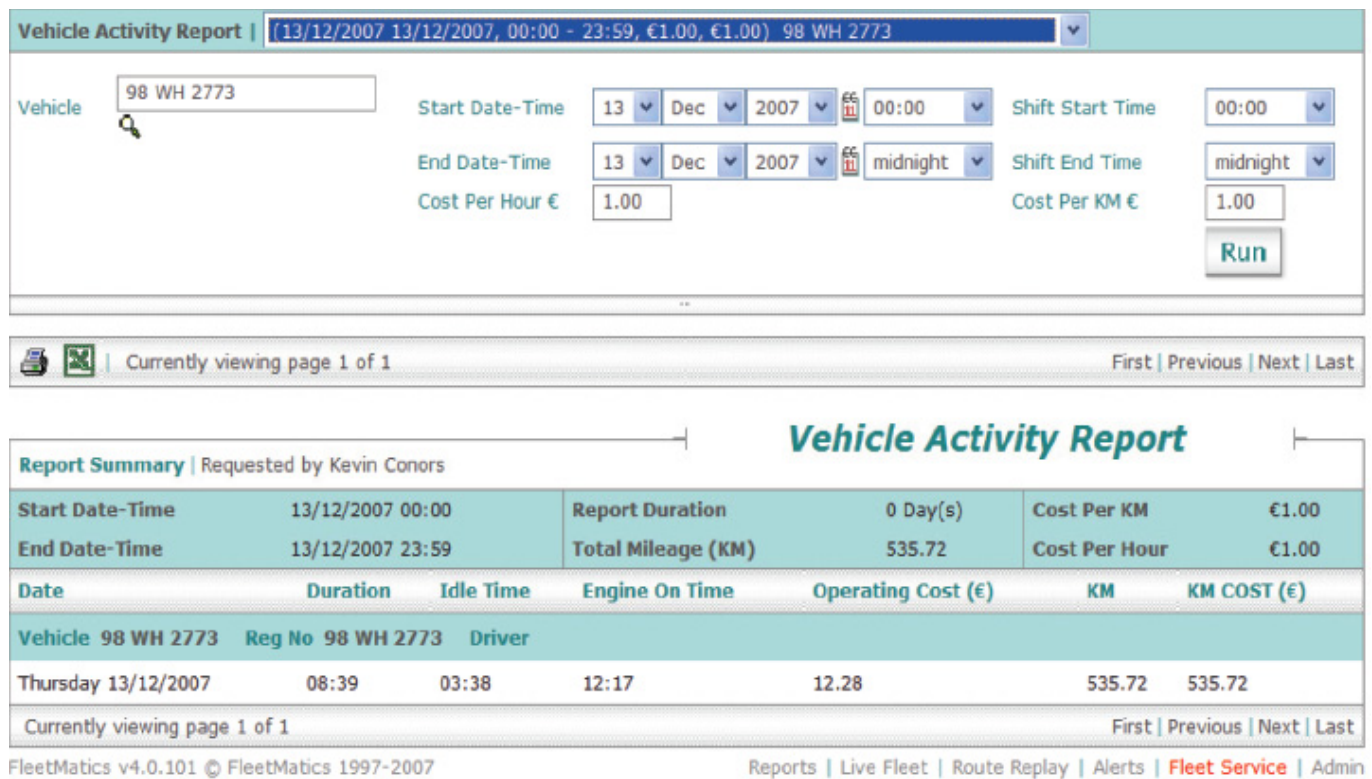 Vehicle Activity Report | (13/12/2007 13/12/2007, 00:00 - 23:59, €1.00, €1.00) 98 WH 2773
Vehicle 98 WH 2773 Start Date-Time 13 Dec 2007 00:00 Shift Start Time 00:00
End Date-Time 13 Dec 2007 midnight Shift End Time midnight
Cost Per Hour € 1.00 Cost Per KM € 1.00
Run
| Currently viewing page 1 of 1 First | Previous | Next | Last
Vehicle Activity Report
Report Summary | Requested by Kevin Conors
Start Date-Time 13/12/2007 00:00 Report Duration 0 Day(s) Cost Per KM €1.00
End Date-Time 13/12/2007 23:59 Total Mileage (KM) 535.72 Cost Per Hour €1.00
Date Duration Idle Time Engine On Time Operating Cost (€) KM KM COST (€)
Vehicle 98 WH 2773 Reg No 98 WH 2773 Driver
Thursday 13/12/2007 08:39 03:38 12:17 12.28 535.72 535.72
Currently viewing page 1 of 1 First | Previous | Next | Last
FleetMatics v4.0.101 © FleetMatics 1997-2007 Reports | Live Fleet | Route Replay | Alerts | Fleet Service | Admin